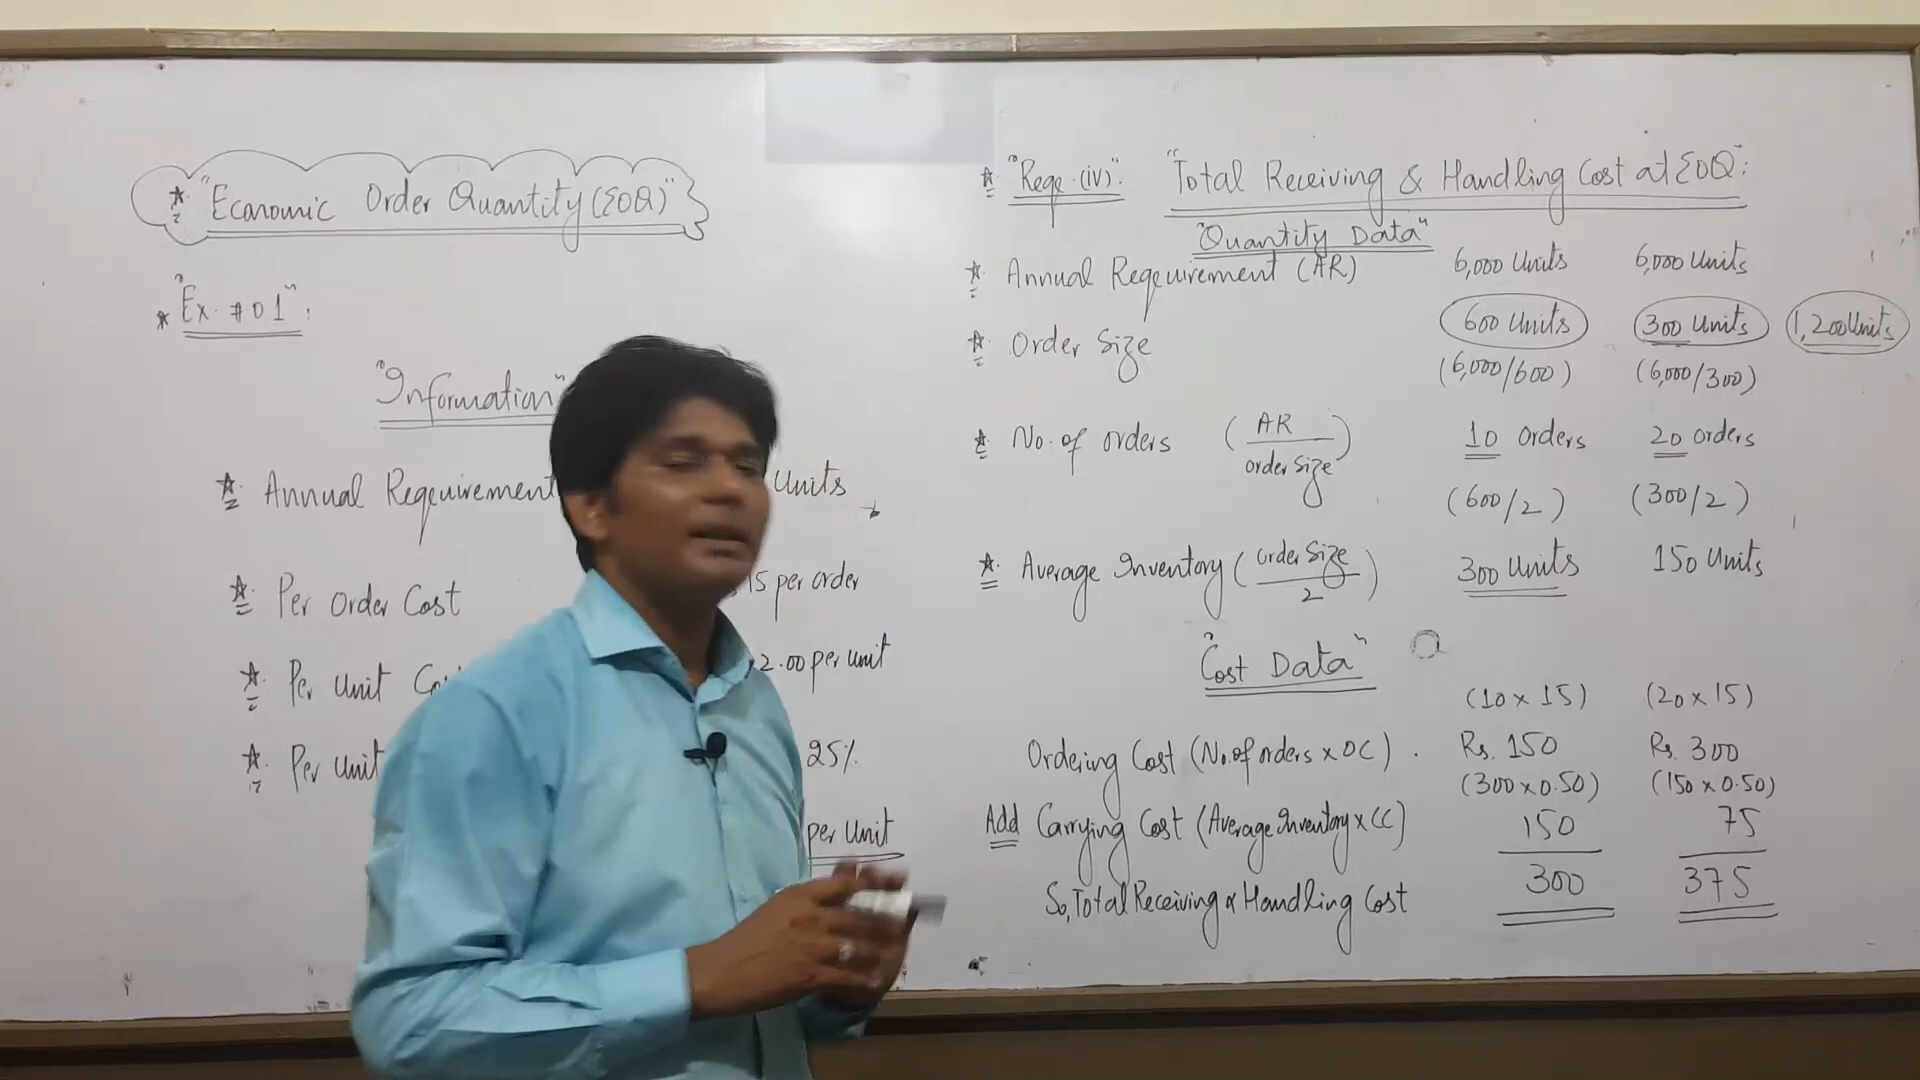 * "Economic Order Quantity (EOQ)"
* "Ex. #01":
"Information"
* Annual Requirement Units
* Per Order Cost 15 per order
* Per Unit Co 2.00 per unit
* Per Unit 25%
per Unit
* "Reqe. (iv)": "Total Receiving & Handling Cost at EOQ":
"Quantity Data"
* Annual Requirement (AR) 6,000 Units 6,000 Units
* Order Size 600 Units 300 Units 1,200 Units
(6,000/600) (6,000/300)
* No. of orders (AR / order size) 10 orders 20 orders
(600/2) (300/2)
* Average Inventory (order size / 2) 300 Units 150 Units
"Cost Data"
(10 x 15) (20 x 15)
Ordering Cost (No. of orders x OC). Rs. 150 Rs. 300
(300 x 0.50) (150 x 0.50)
Add Carrying Cost (Average Inventory x CC) 150 75
So, Total Receiving & Handling Cost 300 375